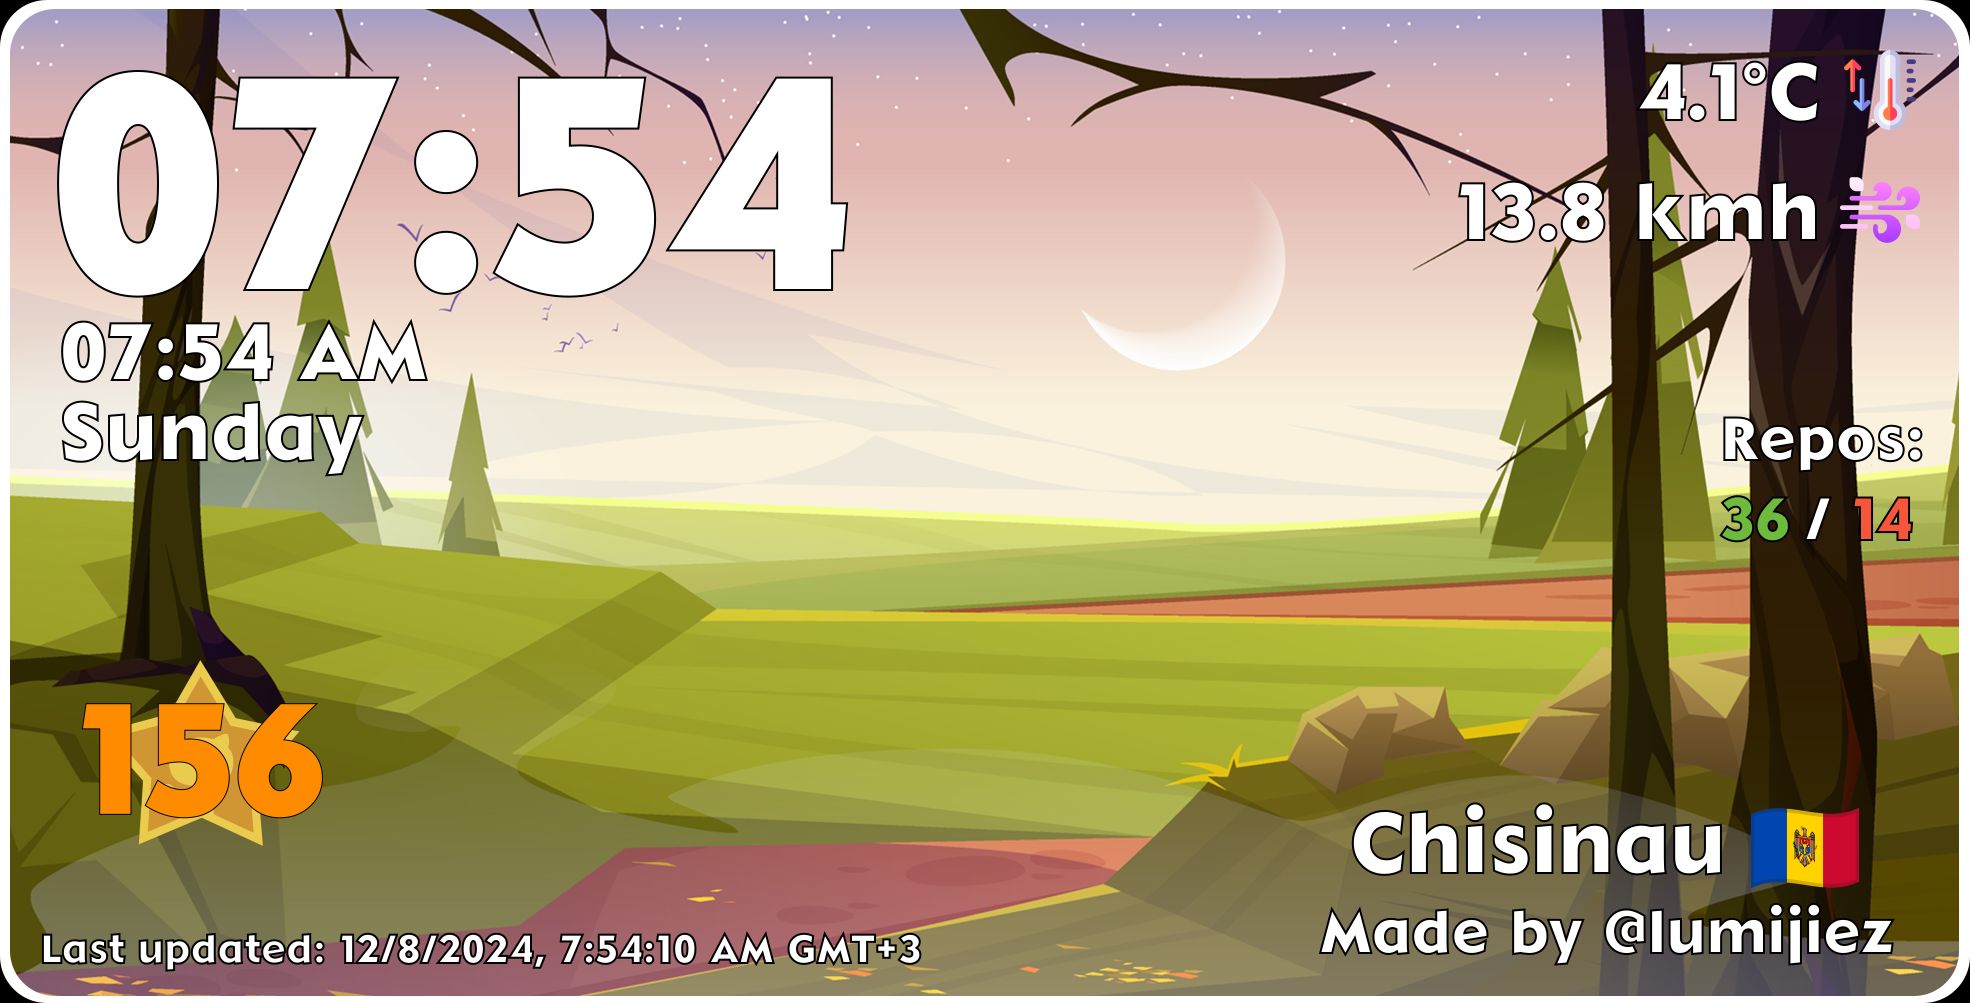 07:54
07:54 AM
Sunday
4.1°C
13.8 kmh
Repos:
36 / 14
156
Chisinau
Made by @lumijiez
Last updated: 12/8/2024, 7:54:10 AM GMT+3